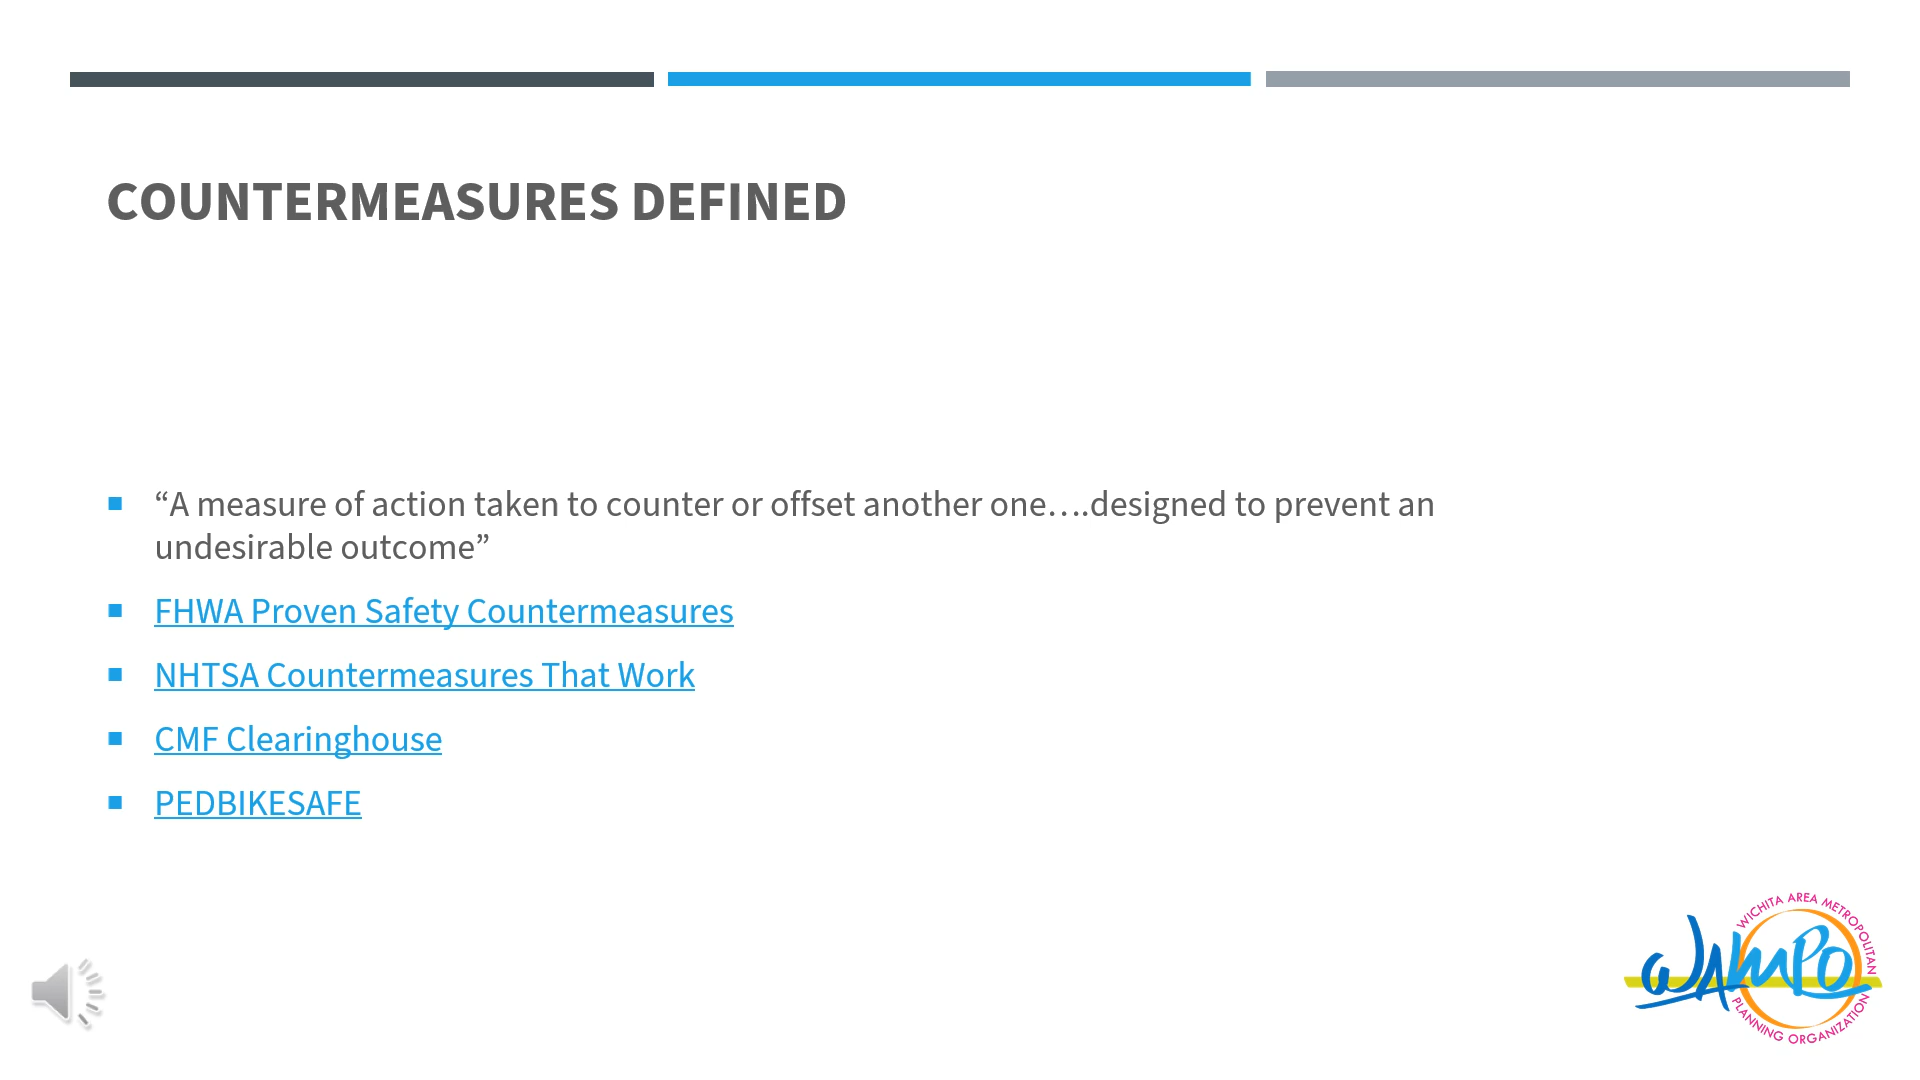 COUNTERMEASURES DEFINED
“A measure of action taken to counter or offset another one….designed to prevent an
undesirable outcome”
FHWA Proven Safety Countermeasures
NHTSA Countermeasures That Work
CMF Clearinghouse
PEDBIKESAFE
WICHITA AREA METROPOLITAN
WAMPO
PLANNING ORGANIZATION